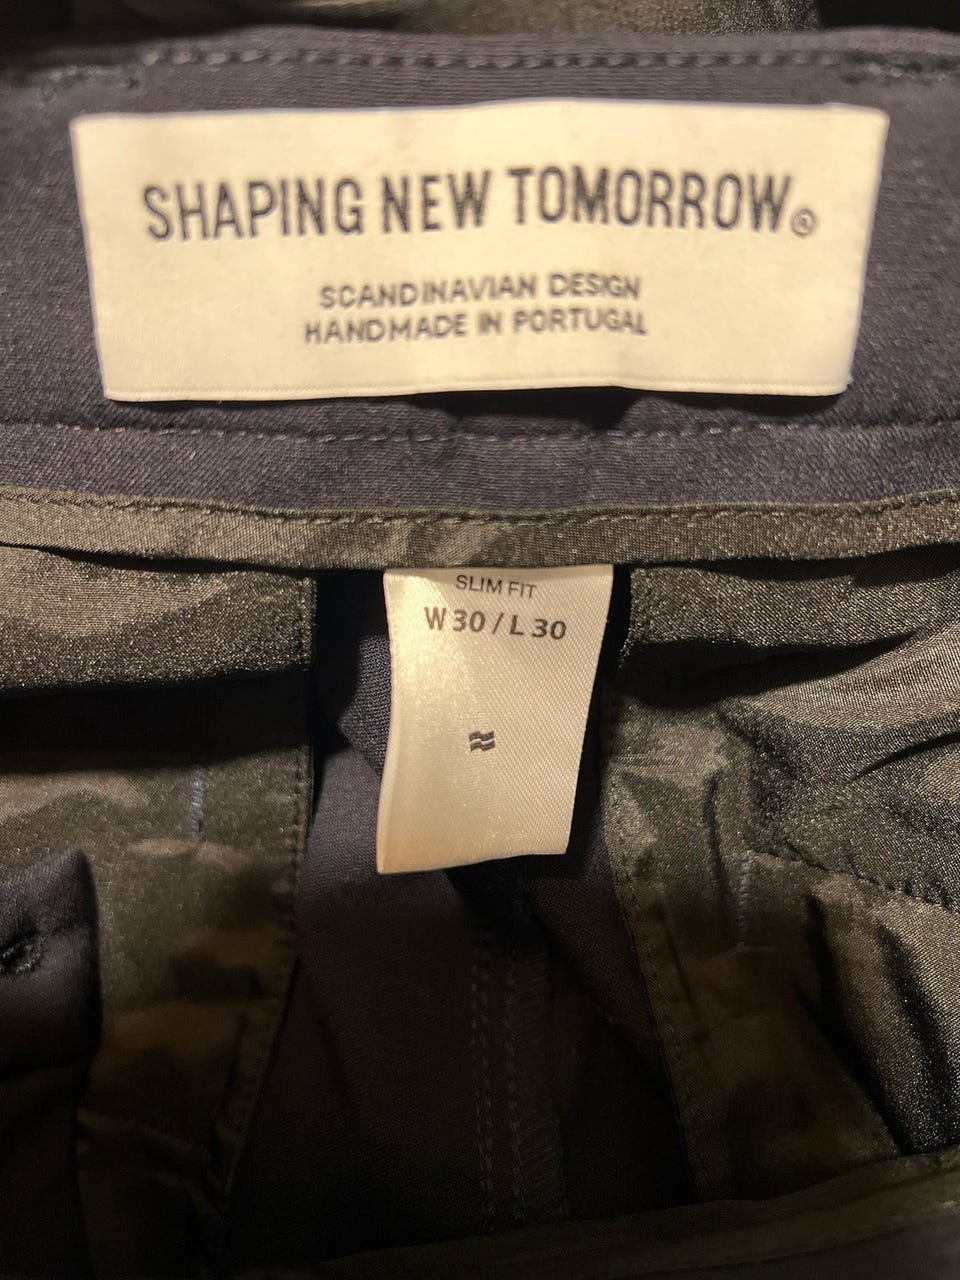 SHAPING NEW TOMORROW®
SCANDINAVIAN DESIGN
HANDMADE IN PORTUGAL
SLIM FIT
W30/L30